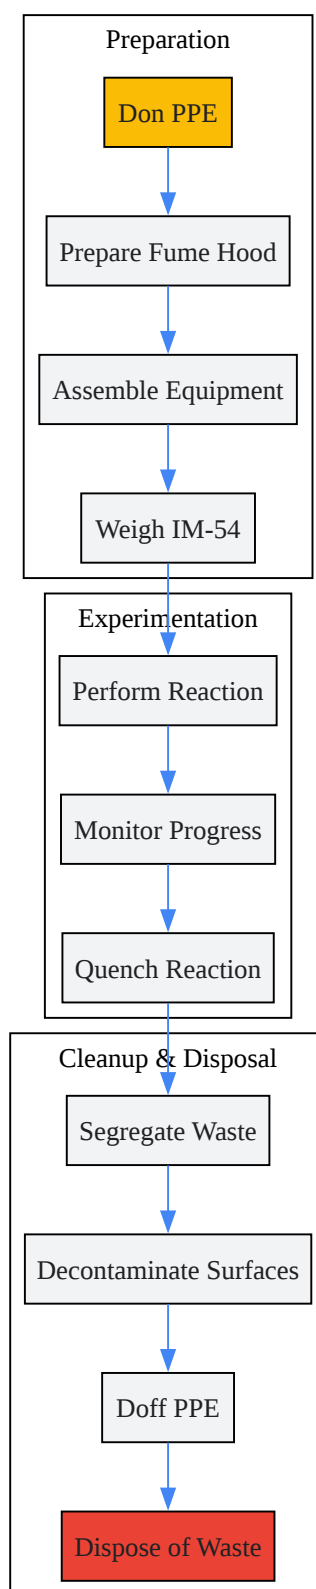 Preparation
Don PPE
Prepare Fume Hood
Assemble Equipment
Weigh IM-54
Experimentation
Perform Reaction
Monitor Progress
Quench Reaction
Cleanup & Disposal
Segregate Waste
Decontaminate Surfaces
Doff PPE
Dispose of Waste